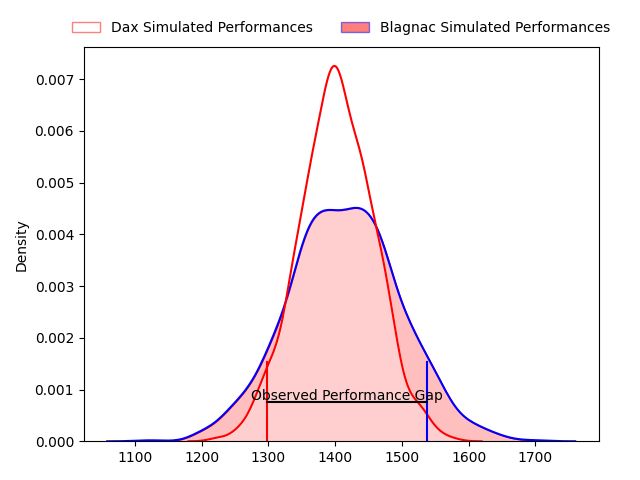 Dax Simulated Performances Blagnac Simulated Performances
0.007
0.006
0.005
0.004
0.003
0.002
0.001
0.000
Density
Observed Performance Gap
1100 1200 1300 1400 1500 1600 1700